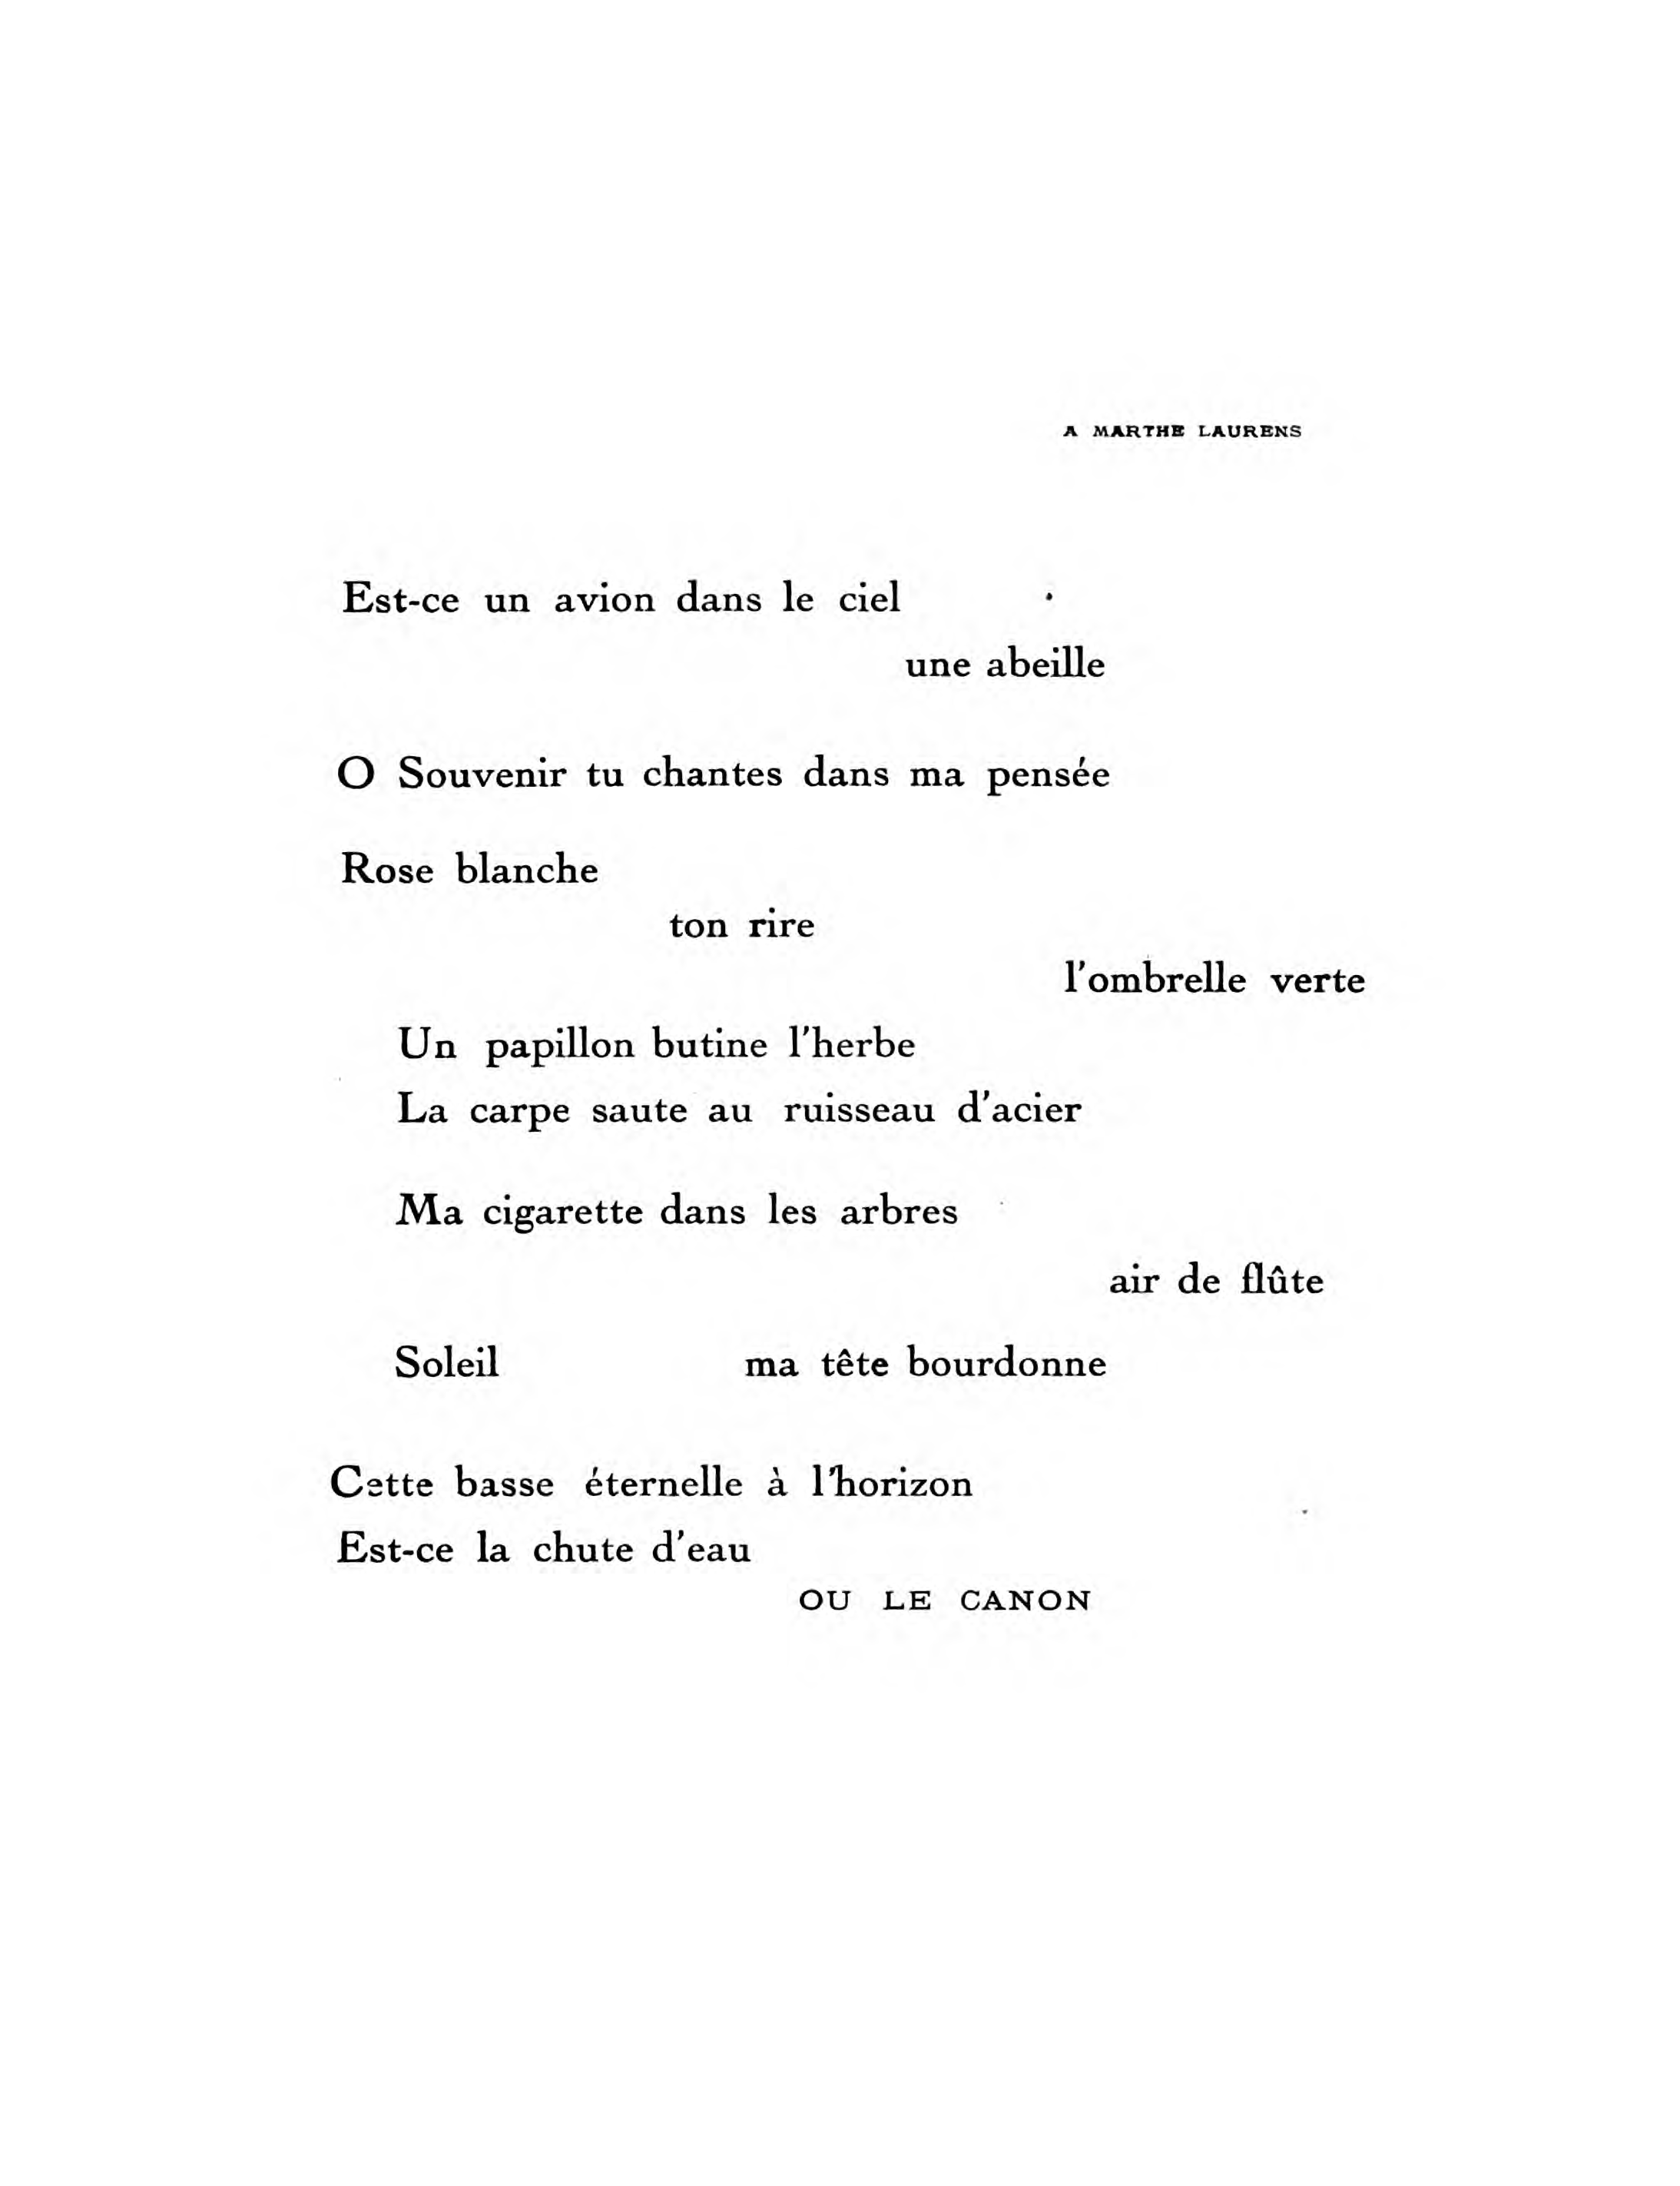 A MARTHE LAURENS
Est-ce un avion dans le ciel
une abeille
O Souvenir tu chantes dans ma pensée
Rose blanche
ton rire
l'ombrelle verte
Un papillon butine l'herbe
La carpe saute au ruisseau d'acier
Ma cigarette dans les arbres
air de flûte
Soleil ma tête bourdonne
Cette basse éternelle à l'horizon
Est-ce la chute d'eau
OU LE CANON